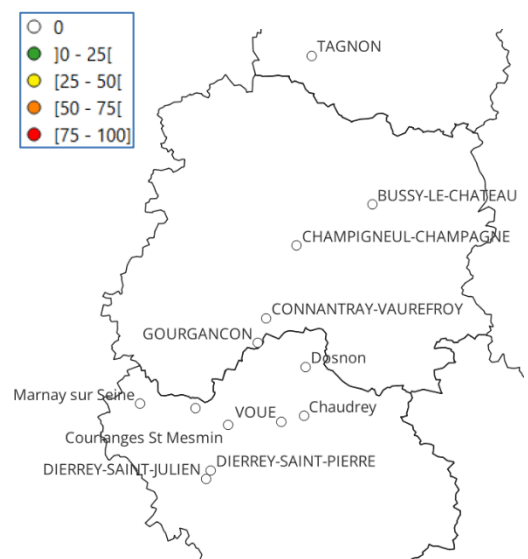 0
]0 - 25[
[25 - 50[
[50 - 75[
[75 - 100]
TAGNON
BUSSY-LE-CHATEAU
CHAMPIGNEUL-CHAMPAGNE
CONNANTRAY-VAUREFROY
GOURGANCON
Dosnon
Marnay sur Seine
VOUE
Chaudrey
St Mesmin
DIERREY-SAINT-PIERRE
DIERREY-SAINT-JULIEN